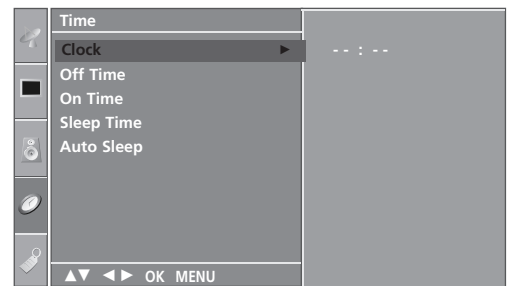 Time
Clock ► -- : --
Off Time
On Time
Sleep Time
Auto Sleep
▲▼ ◄► OK MENU